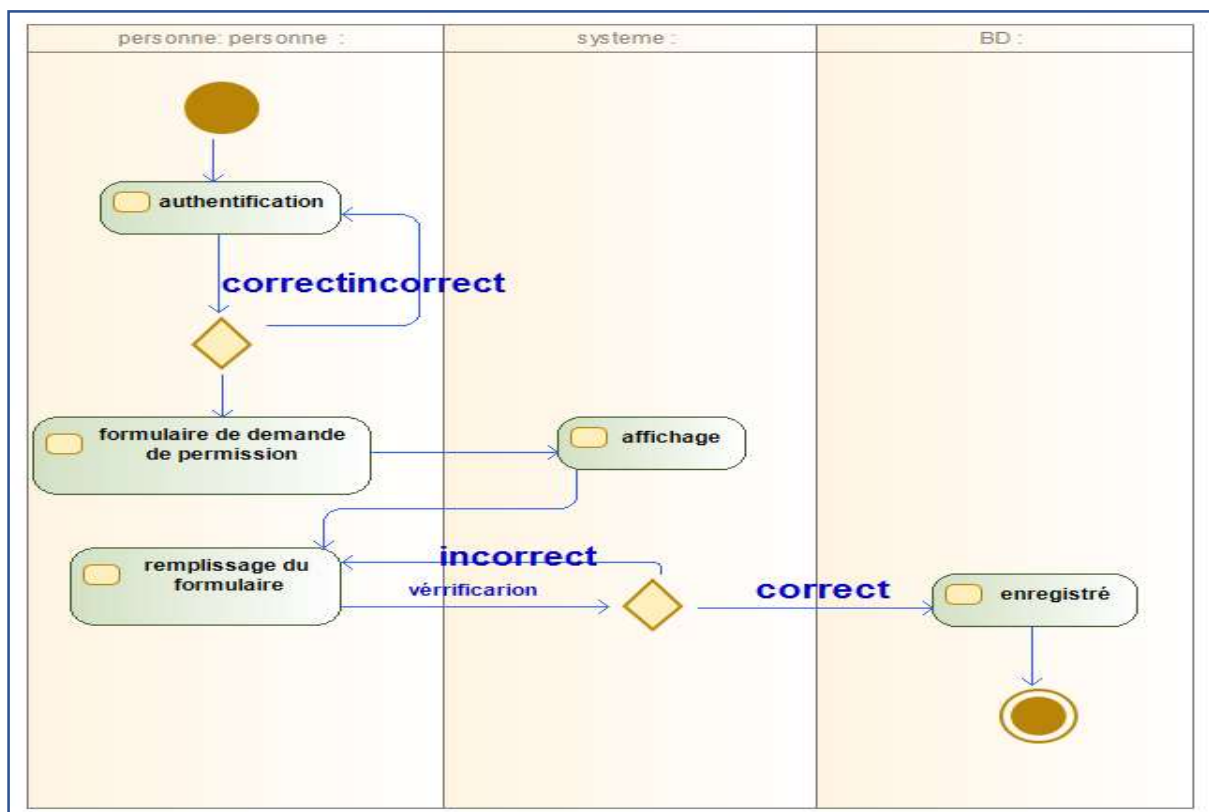 personne: personne :
systeme :
BD :
authentification
correctincorrect
formulaire de demande
de permission
affichage
remplissage du
formulaire
incorrect
vérrificarion
correct
enregistré